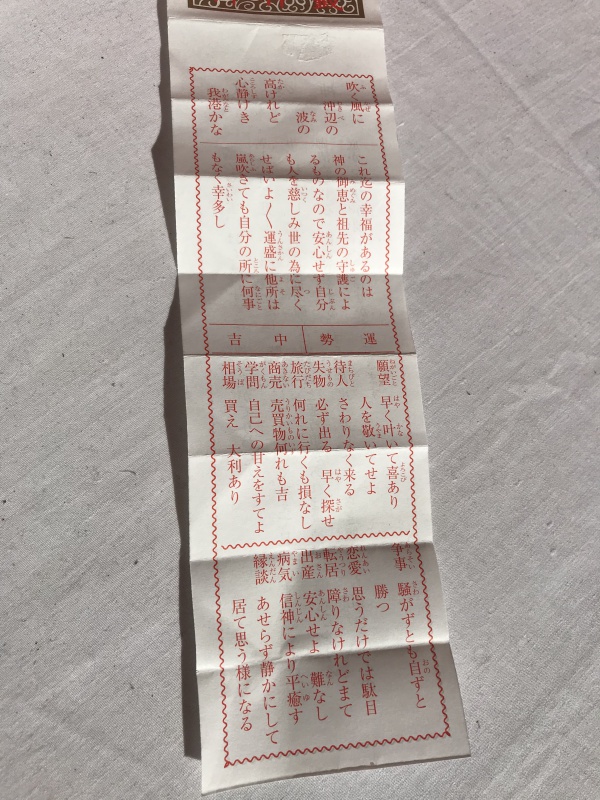 吹く風に
沖辺の
波の
高けれど
心静けき
我港かな
これ迄の幸福があるのは
神の御恵と祖先の守護によ
るものなので安心せず自分
も人を慈しみ世の為に尽く
せばいよ〱運盛に他所は
嵐吹きても自分の所に何事
もなく幸多し
運勢
中吉
願望 早く叶いて喜あり
人を敬いてせよ
待人 さわりなく来る
失物 必ず出る 早く探せ
旅行 何れに行くも損なし
商売 売買物何れも吉
学問 自己への甘えをすてよ
相場 買え 大利あり
争事 騒がずとも自ずと
勝つ
恋愛 思うだけでは駄目
転居 障りなけれどまて
出産 安心せよ 難なし
病気 信神により平癒す
縁談 あせらず静かにして
居て思う様になる